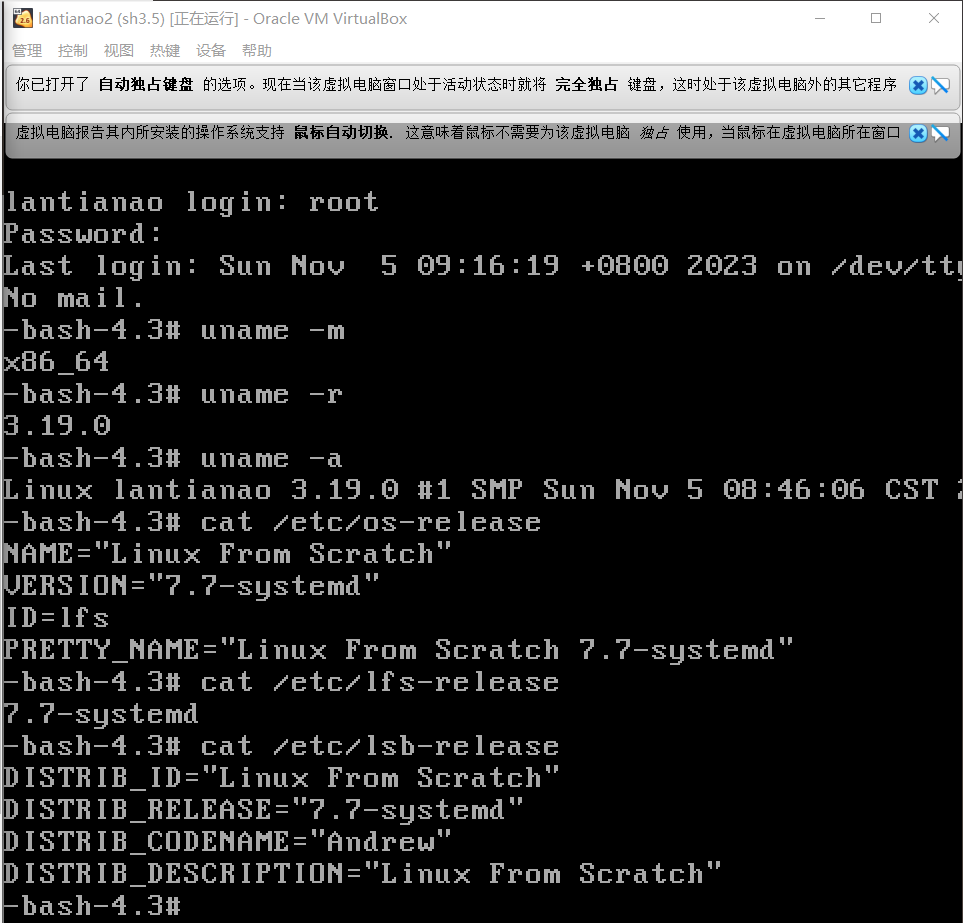 lantianao2 (sh3.5) [正在运行] - Oracle VM VirtualBox
管理 控制 视图 热键 设备 帮助
你已打开了 自动独占键盘 的选项。现在当该虚拟电脑窗口处于活动状态时就将 完全独占 键盘，这时处于该虚拟电脑外的其它程序
虚拟电脑报告其内所安装的操作系统支持 鼠标自动切换. 这意味着鼠标不需要为该虚拟电脑 独占 使用，当鼠标在虚拟电脑所在窗口
lantianao login: root
Password:
Last login: Sun Nov  5 09:16:19 +0800 2023 on /dev/tty
No mail.
-bash-4.3# uname -m
x86_64
-bash-4.3# uname -r
3.19.0
-bash-4.3# uname -a
Linux lantianao 3.19.0 #1 SMP Sun Nov 5 08:46:06 CST
-bash-4.3# cat /etc/os-release
NAME="Linux From Scratch"
VERSION="7.7-systemd"
ID=lfs
PRETTY_NAME="Linux From Scratch 7.7-systemd"
-bash-4.3# cat /etc/lfs-release
7.7-systemd
-bash-4.3# cat /etc/lsb-release
DISTRIB_ID="Linux From Scratch"
DISTRIB_RELEASE="7.7-systemd"
DISTRIB_CODENAME="Andrew"
DISTRIB_DESCRIPTION="Linux From Scratch"
-bash-4.3#